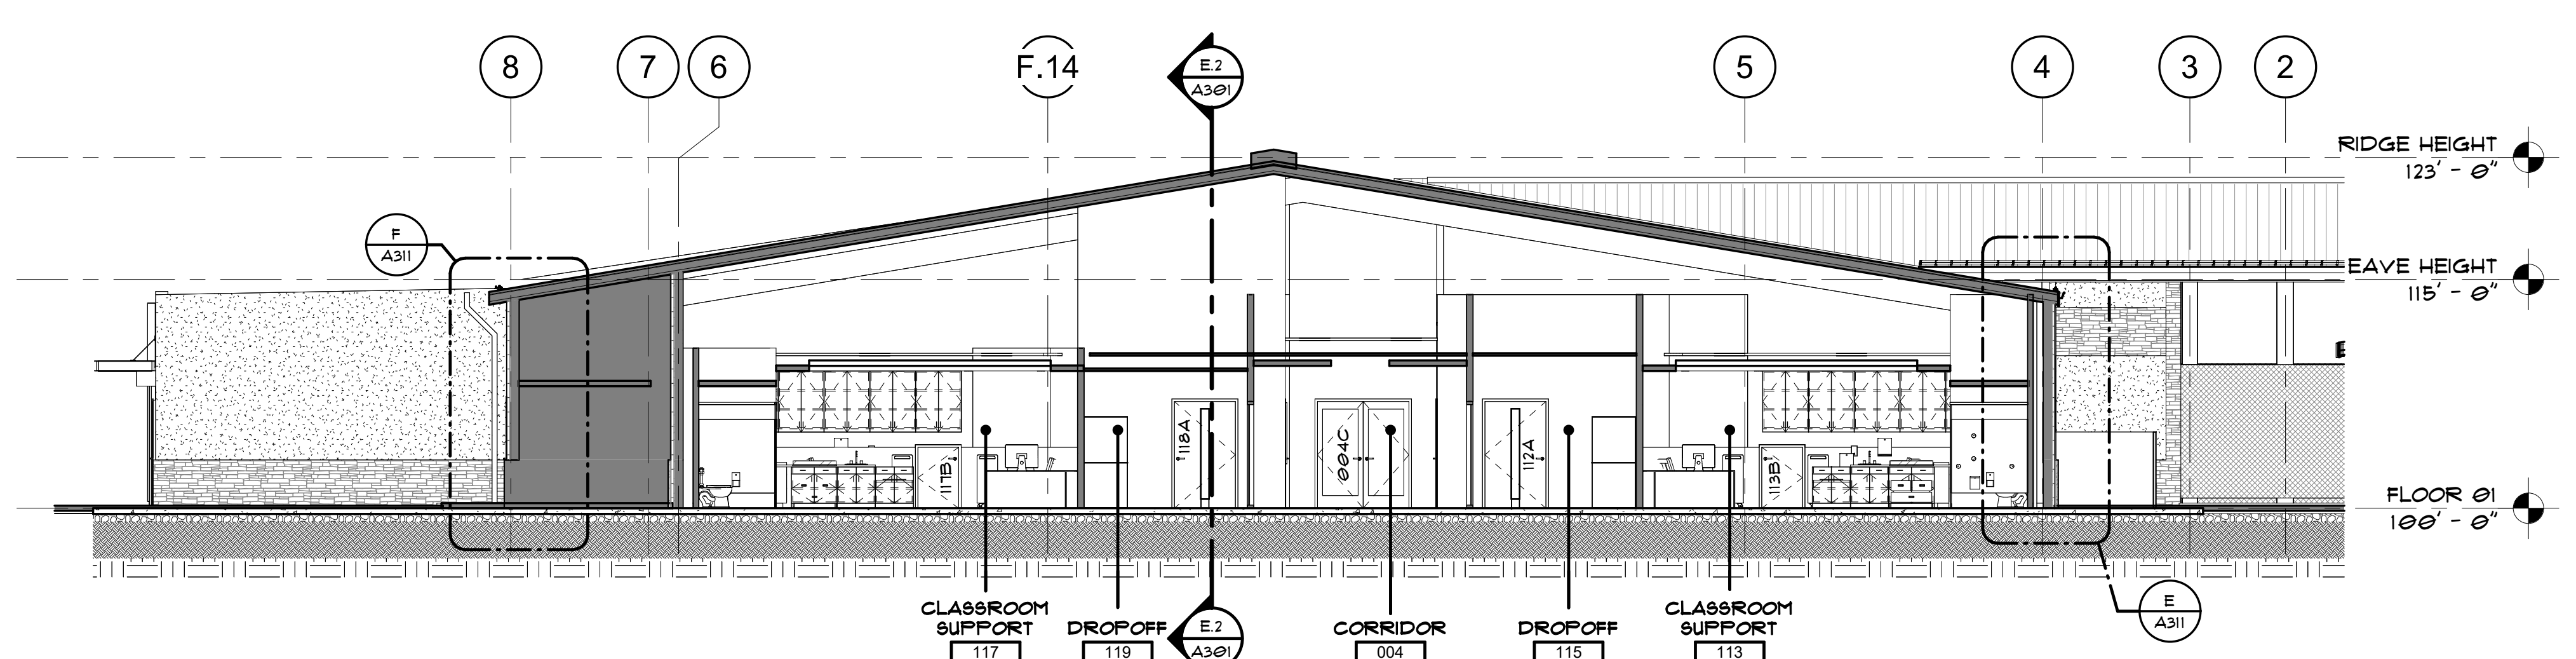 8
7
6
F.14
E.2
A301
5
4
3
2
RIDGE HEIGHT
123' - 0"
F
A311
EAVE HEIGHT
115' - 0"
118A
004C
112A
117B
113B
FLOOR 01
100' - 0"
CLASSROOM
SUPPORT
117
DROPOFF
119
E.2
A301
CORRIDOR
004
DROPOFF
115
CLASSROOM
SUPPORT
113
E
A311